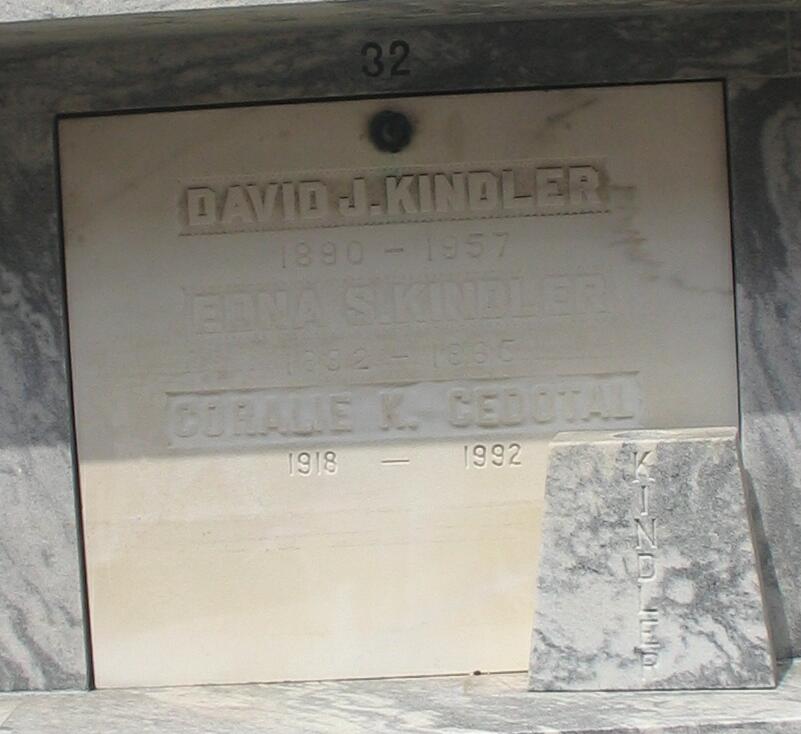 32
DAVID J. KINDLER
1890 - 1957
EDNA S. KINDLER
CORALIE K. CEDOTAL
1918 - 1992
KINDLER